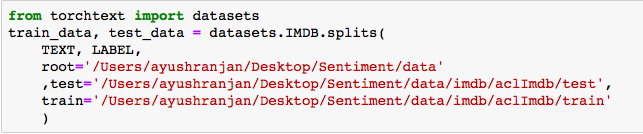 from torchtext import datasets
train_data, test_data = datasets.IMDB.splits(
    TEXT, LABEL,
    root='/Users/ayushranjan/Desktop/Sentiment/data'
    ,test='/Users/ayushranjan/Desktop/Sentiment/data/imdb/aclImdb/test',
    train='/Users/ayushranjan/Desktop/Sentiment/data/imdb/aclImdb/train'
    )